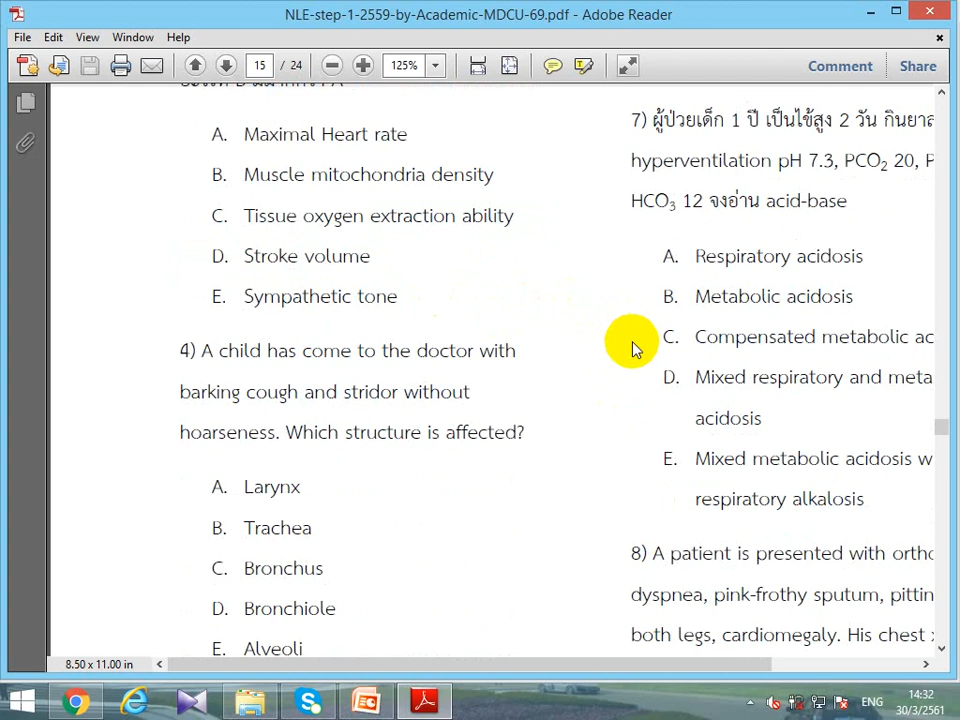 NLE-step-1-2559-by-Academic-MDCU-69.pdf - Adobe Reader
File Edit View Window Help
15 / 24 125% Comment Share
A. Maximal Heart rate
B. Muscle mitochondria density
C. Tissue oxygen extraction ability
D. Stroke volume
E. Sympathetic tone
4) A child has come to the doctor with
barking cough and stridor without
hoarseness. Which structure is affected?
A. Larynx
B. Trachea
C. Bronchus
D. Bronchiole
E. Alveoli
7) ผู้ป่วยเด็ก 1 ปี เป็นไข้สูง 2 วัน กินยาส
hyperventilation pH 7.3, PCO2 20, P
HCO3 12 จงอ่าน acid-base
A. Respiratory acidosis
B. Metabolic acidosis
C. Compensated metabolic ac
D. Mixed respiratory and meta
acidosis
E. Mixed metabolic acidosis w
respiratory alkalosis
8) A patient is presented with ortho
dyspnea, pink-frothy sputum, pittin
both legs, cardiomegaly. His chest
8.50 x 11.00 in
ENG
14:32
30/3/2561